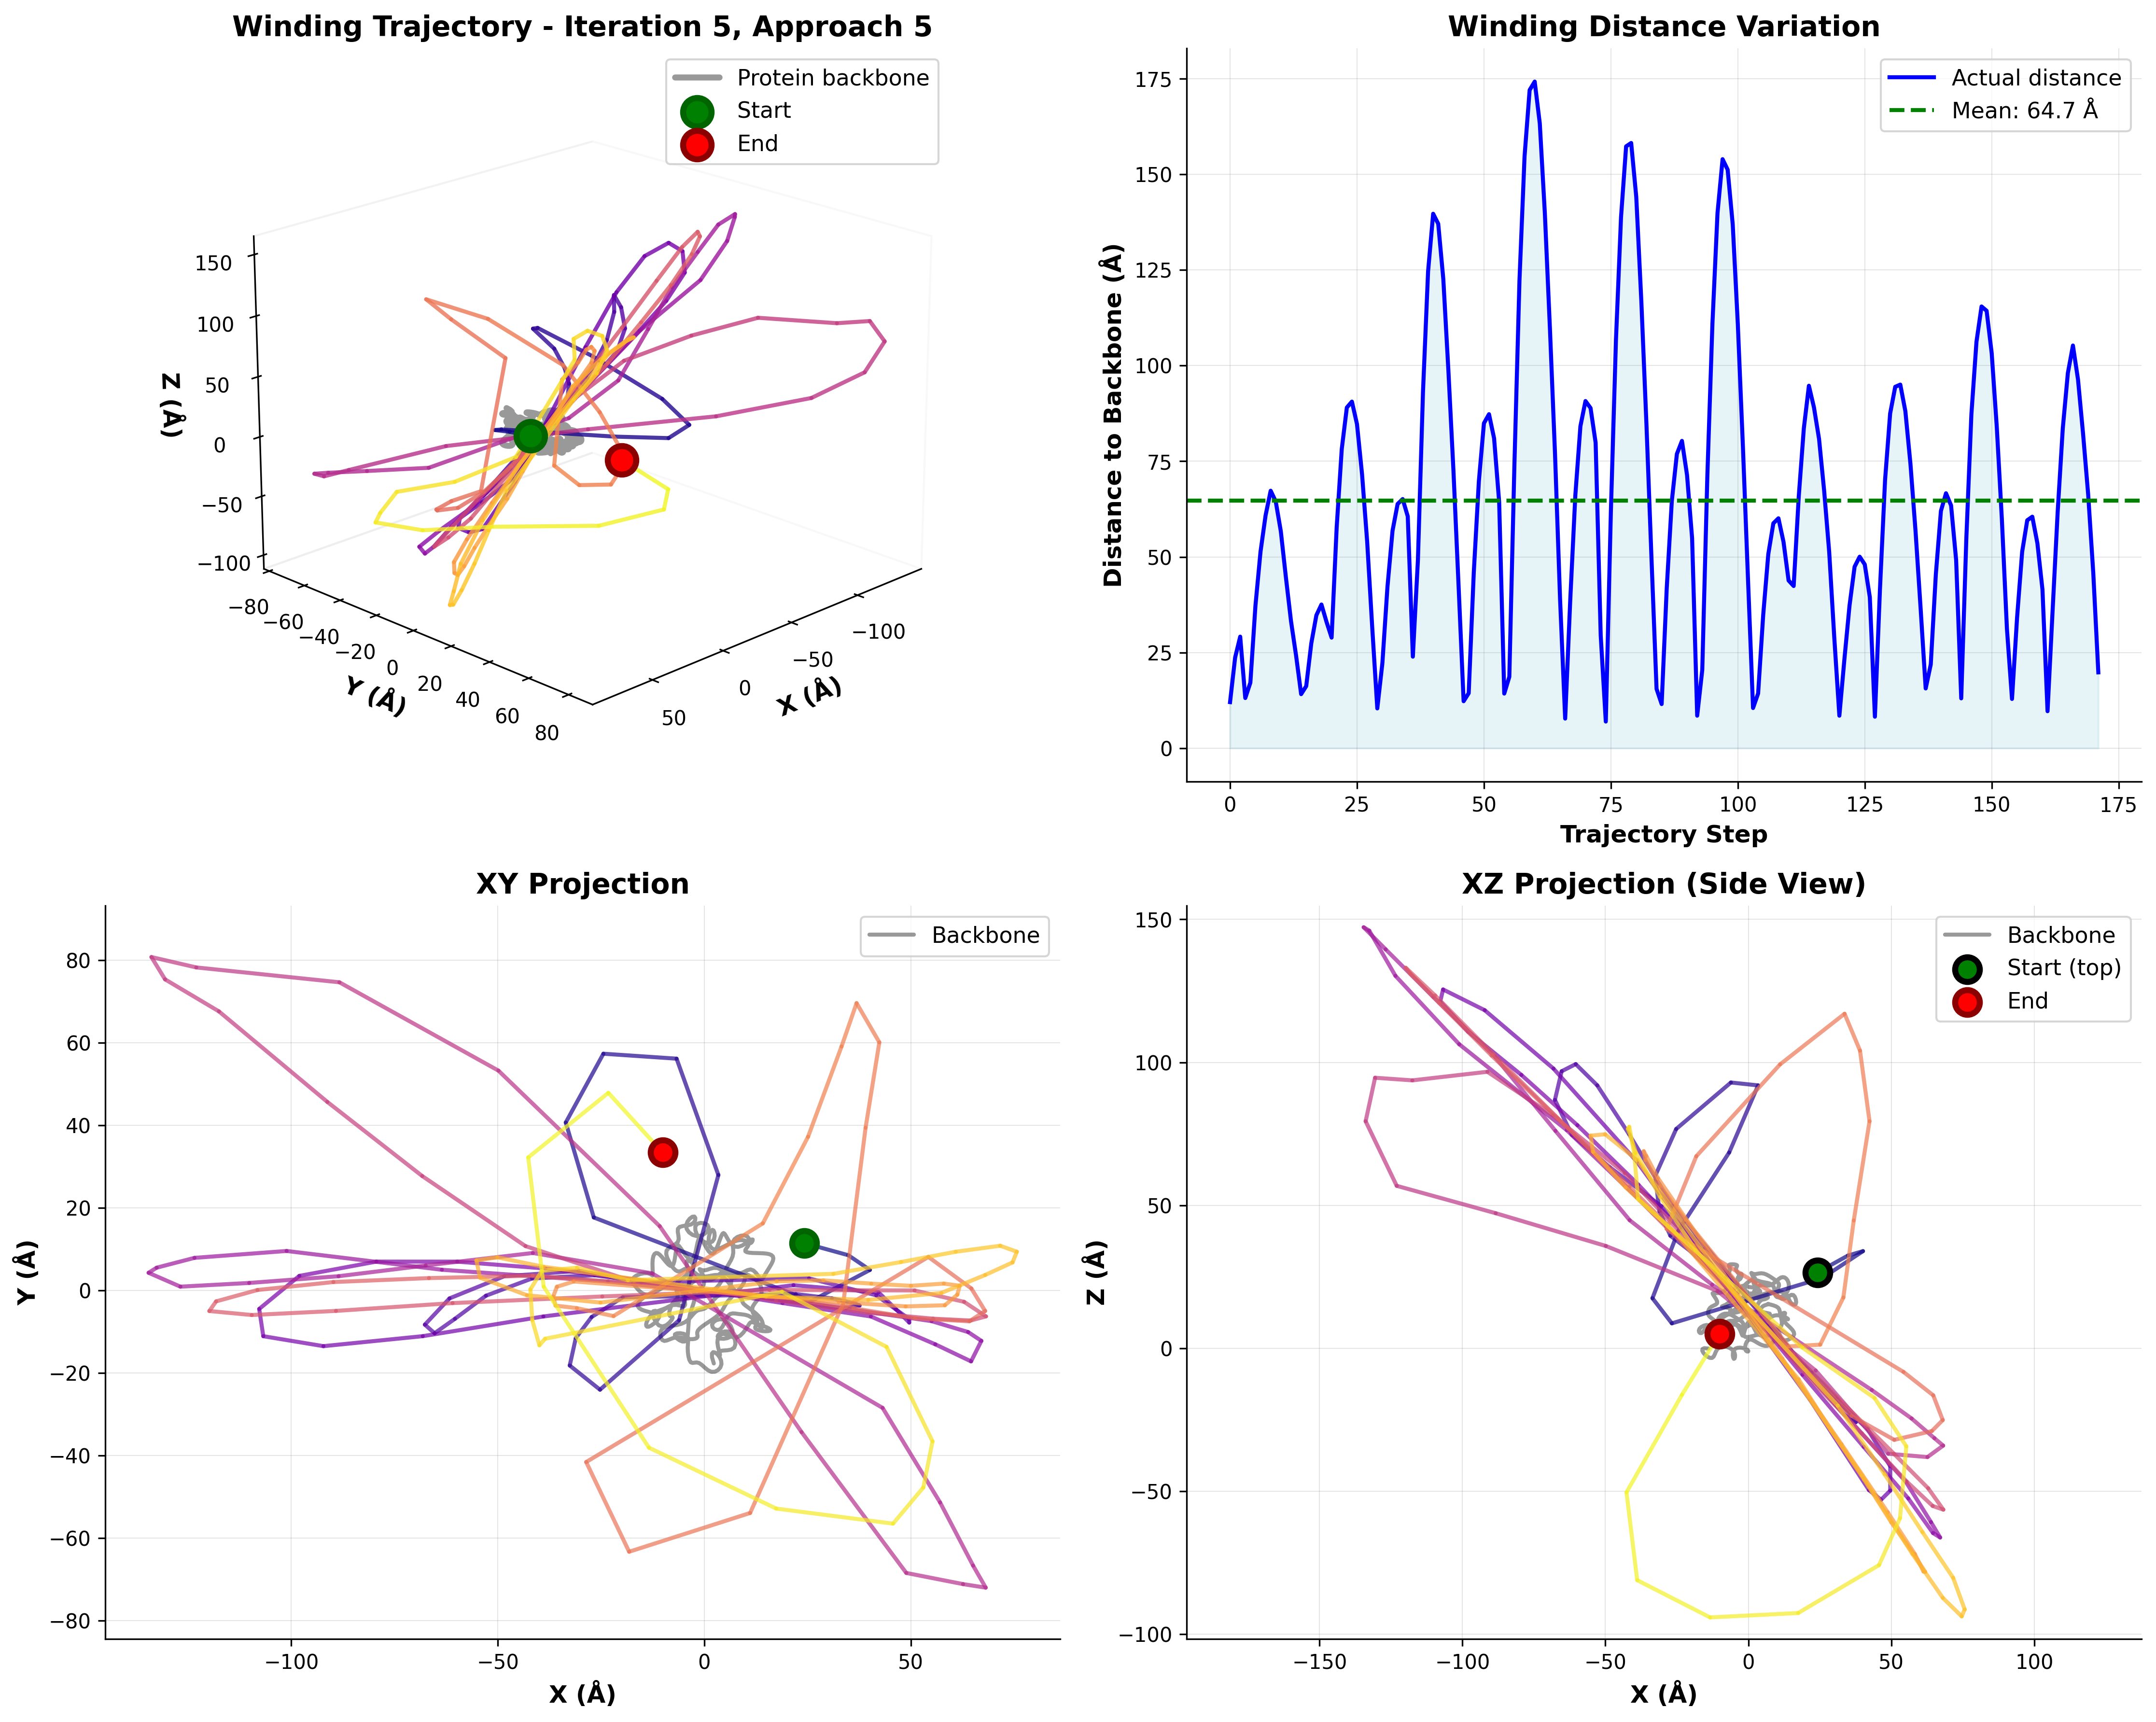 Winding Trajectory - Iteration 5, Approach 5
Protein backbone
Start
End
150
100
50
0
−50
−100
Z (Å)
−80
−60
−40
−20
0
20
40
60
80
Y (Å)
50
0
−50
−100
X (Å)
Winding Distance Variation
Actual distance
Mean: 64.7 Å
175
150
125
100
75
50
25
0
Distance to Backbone (Å)
0
25
50
75
100
125
150
175
Trajectory Step
XY Projection
Backbone
80
60
40
20
0
−20
−40
−60
−80
Y (Å)
−100
−50
0
50
X (Å)
XZ Projection (Side View)
Backbone
Start (top)
End
150
100
50
0
−50
−100
Z (Å)
−150
−100
−50
0
50
100
X (Å)